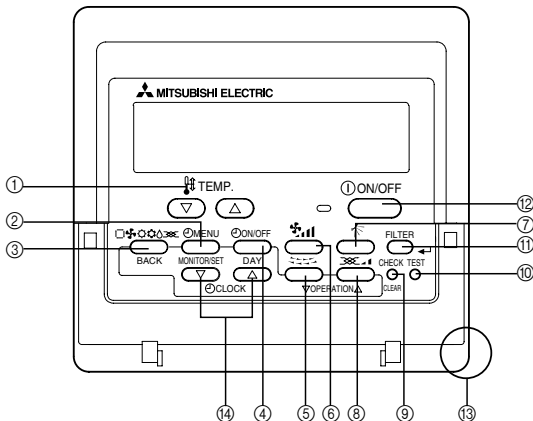 MITSUBISHI ELECTRIC
① TEMP. ON/OFF ⑫
② MENU ON/OFF ⑦
③ BACK MONITOR/SET DAY FILTER ⑪
CHECK TEST ⑩
CLOCK ▽OPERATION△ CLEAR
⑭ ④ ⑤ ⑥ ⑧ ⑨ ⑬